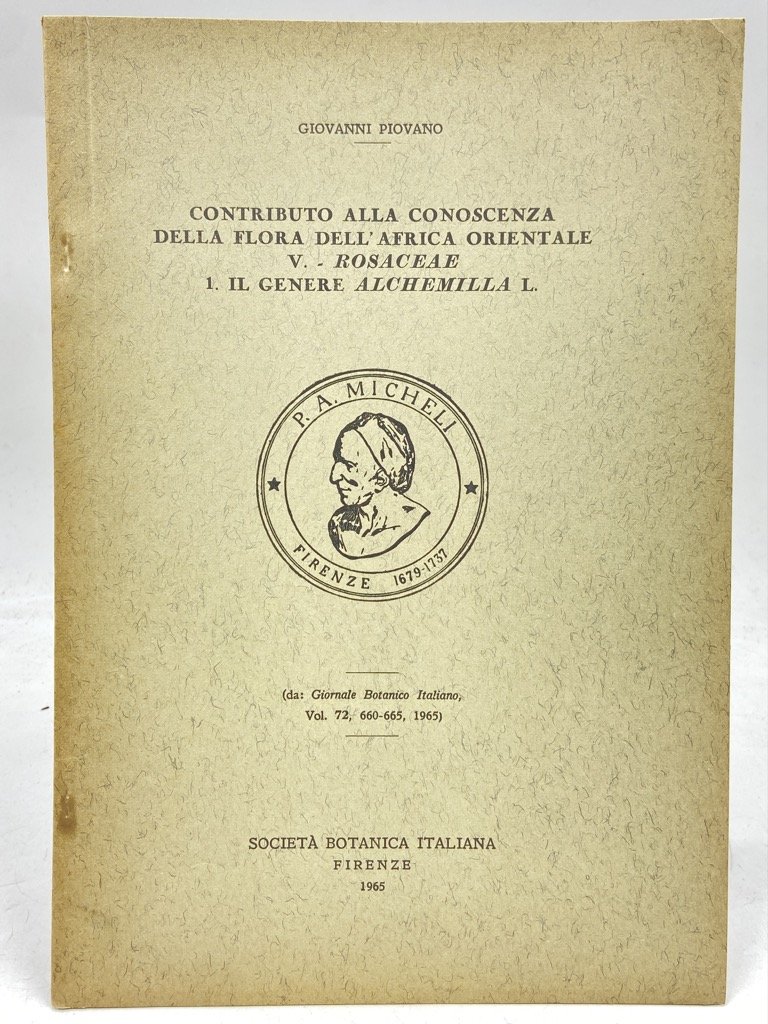 GIOVANNI PIOVANO
CONTRIBUTO ALLA CONOSCENZA
DELLA FLORA DELL'AFRICA ORIENTALE
V. - ROSACEAE
1. IL GENERE ALCHEMILLA L.
P. A. MICHELI
FIRENZE 1679-1737
(da: Giornale Botanico Italiano,
Vol. 72, 660-665, 1965)
SOCIETÀ BOTANICA ITALIANA
FIRENZE
1965